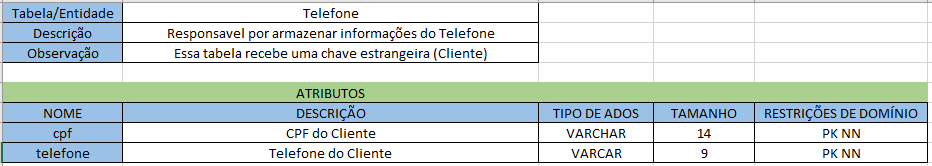 Tabela/Entidade Telefone
Descrição Responsavel por armazenar informações do Telefone
Observação Essa tabela recebe uma chave estrangeira (Cliente)
ATRIBUTOS
NOME DESCRIÇÃO TIPO DE ADOS TAMANHO RESTRIÇÕES DE DOMÍNIO
cpf CPF do Cliente VARCHAR 14 PK NN
telefone Telefone do Cliente VARCAR 9 PK NN